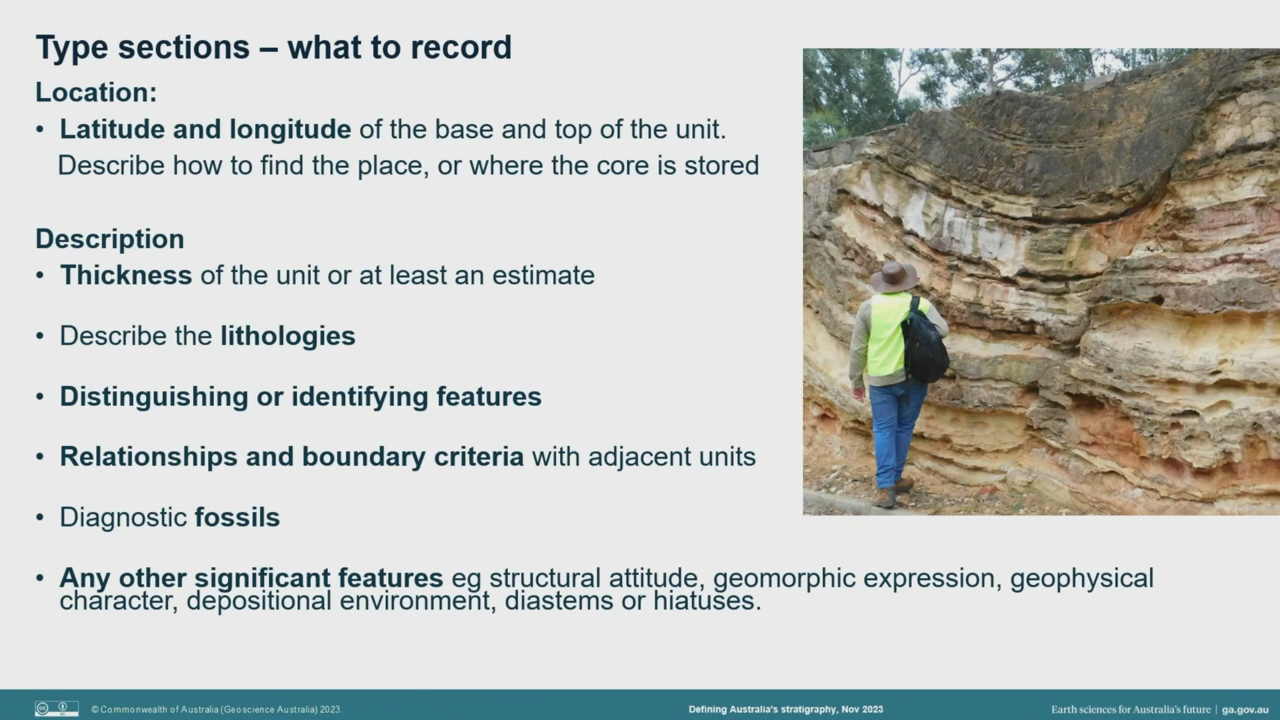 Type sections – what to record
Location:
• Latitude and longitude of the base and top of the unit.
Describe how to find the place, or where the core is stored
Description
• Thickness of the unit or at least an estimate
• Describe the lithologies
• Distinguishing or identifying features
• Relationships and boundary criteria with adjacent units
• Diagnostic fossils
• Any other significant features eg structural attitude, geomorphic expression, geophysical
character, depositional environment, diastems or hiatuses.
© Commonwealth of Australia (Geoscience Australia) 2023.
Defining Australia's stratigraphy, Nov 2023
Earth sciences for Australia's future | ga.gov.au